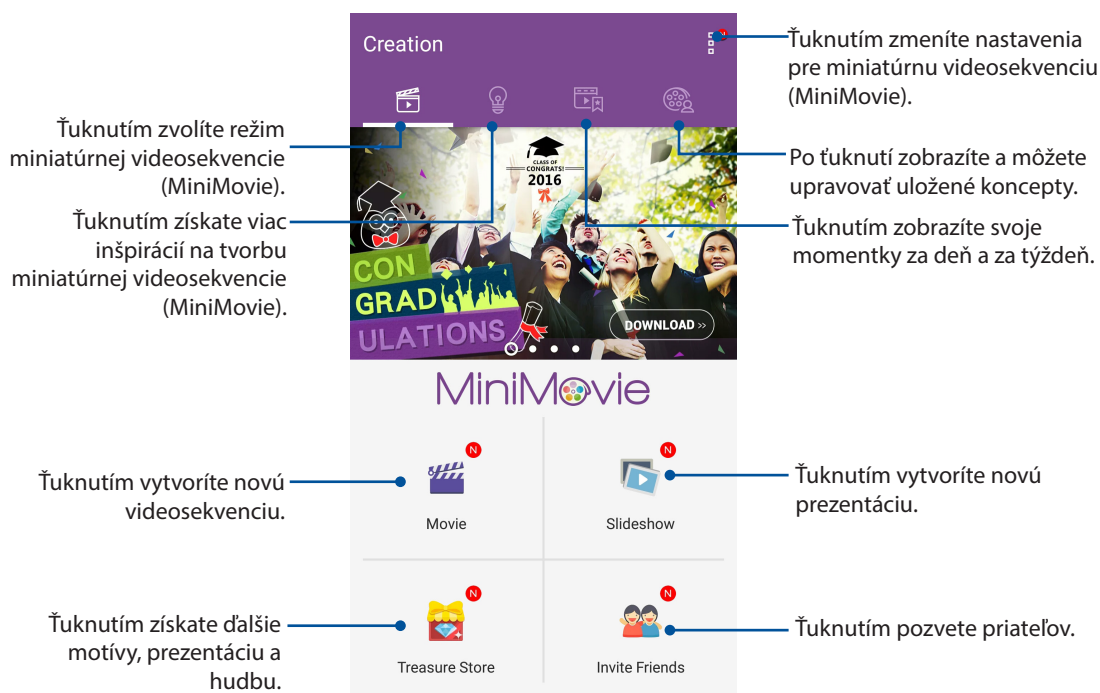 Creation
Ťuknutím zmeníte nastavenia
pre miniatúrnu videosekvenciu
(MiniMovie).
Ťuknutím zvolíte režim
miniatúrnej videosekvencie
(MiniMovie).
Ťuknutím získate viac
inšpirácií na tvorbu
miniatúrnej videosekvencie
(MiniMovie).
CLASS OF
CONGRATS!
2016
CON
GRAD
ULATIONS
DOWNLOAD >>
Po ťuknutí zobrazíte a môžete
upravovať uložené koncepty.
Ťuknutím zobrazíte svoje
momentky za deň a za týždeň.
MiniMovie
Ťuknutím vytvoríte novú
videosekvenciu.
N
Movie
N
Slideshow
Ťuknutím vytvoríte novú
prezentáciu.
Ťuknutím získate ďalšie
motívy, prezentáciu a
hudbu.
N
Treasure Store
N
Invite Friends
Ťuknutím pozvete priateľov.